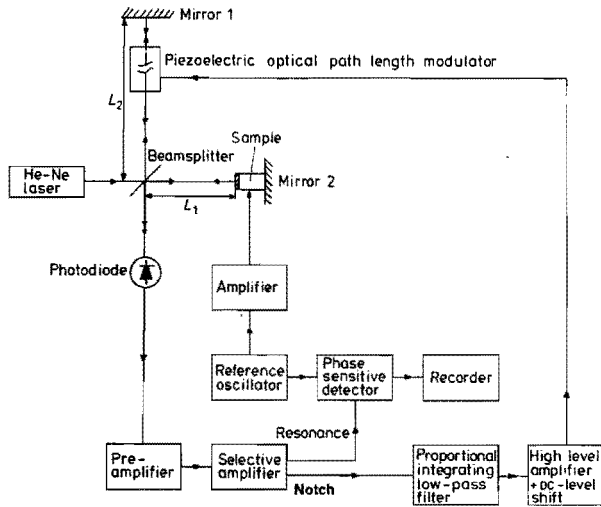 Mirror 1
Piezoelectric optical path length modulator
L2
Beamsplitter
Sample
He-Ne
laser
Mirror 2
L1
Photodiode
Amplifier
Reference
oscillator
Phase
sensitive
detector
Recorder
Resonance
Pre-
amplifier
Selective
amplifier
Notch
Proportional
integrating
low-pass
filter
High level
amplifier
+ DC-level
shift